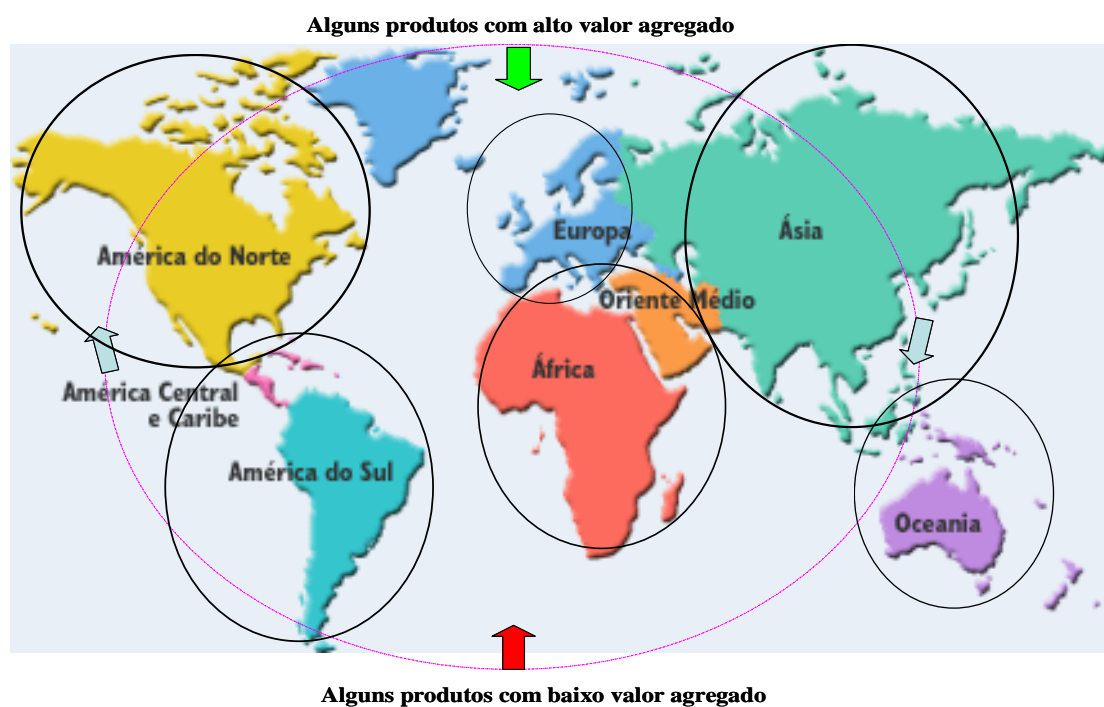 Alguns produtos com alto valor agregado
Europa
Ásia
América do Norte
Oriente Médio
África
América Central
e Caribe
América do Sul
Oceania
Alguns produtos com baixo valor agregado